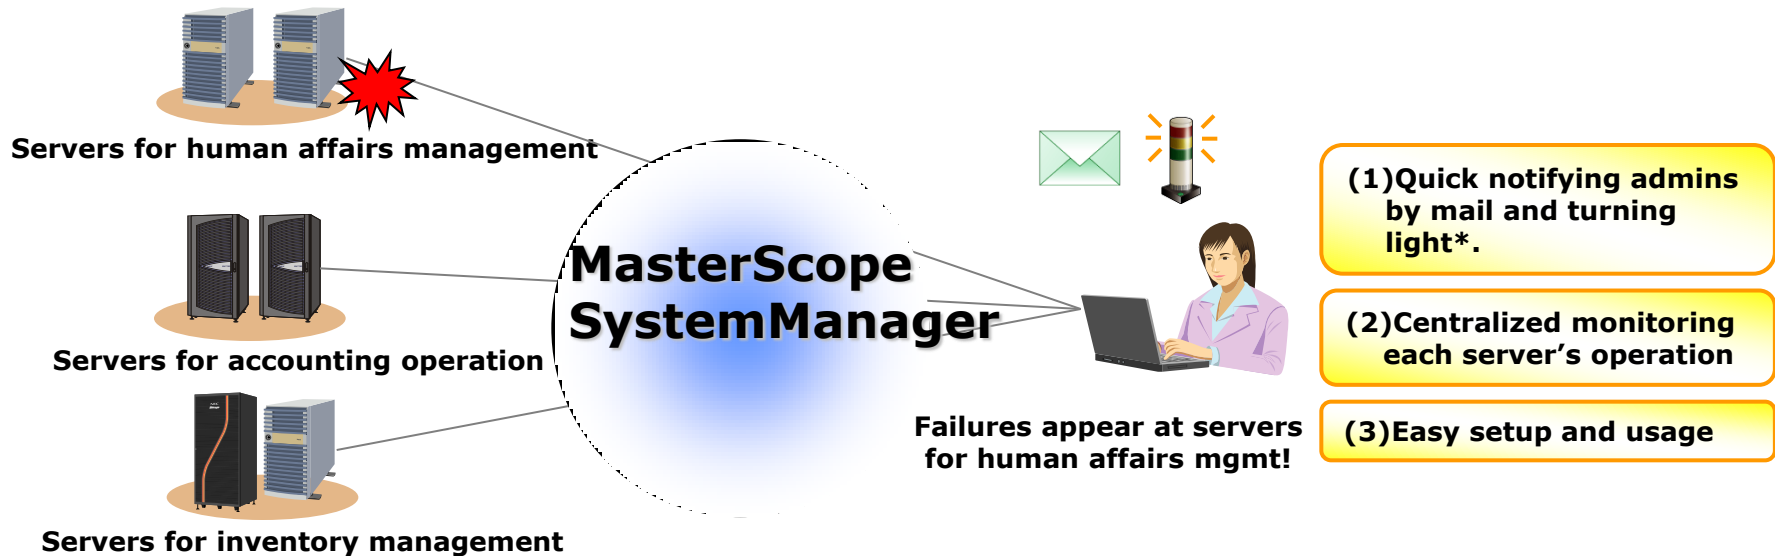 Servers for human affairs management
Servers for accounting operation
Servers for inventory management
MasterScope
SystemManager
Failures appear at servers
for human affairs mgmt!
(1)Quick notifying admins
by mail and turning
light*.
(2)Centralized monitoring
each server’s operation
(3)Easy setup and usage